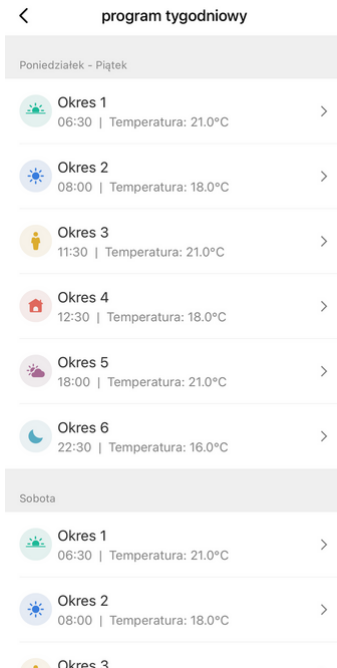 program tygodniowy
Poniedziałek - Piątek
Okres 1
06:30 | Temperatura: 21.0°C
Okres 2
08:00 | Temperatura: 18.0°C
Okres 3
11:30 | Temperatura: 21.0°C
Okres 4
12:30 | Temperatura: 18.0°C
Okres 5
18:00 | Temperatura: 21.0°C
Okres 6
22:30 | Temperatura: 16.0°C
Sobota
Okres 1
06:30 | Temperatura: 21.0°C
Okres 2
08:00 | Temperatura: 18.0°C
Okres 3